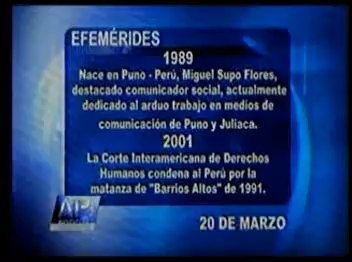 EFEMÉRIDES
1989
Nace en Puno - Perú, Miguel Supo Flores,
destacado comunicador social, actualmente
dedicado al arduo trabajo en medios de
comunicación de Puno y Juliaca.
2001
La Corte Interamericana de Derechos
Humanos condena al Perú por la
matanza de "Barrios Altos" de 1991.
20 DE MARZO